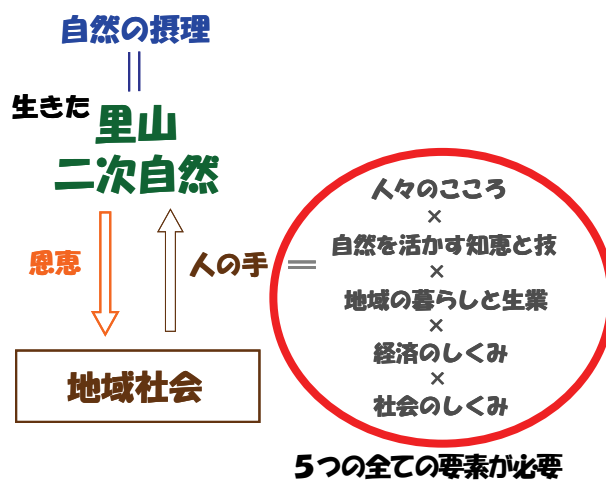 自然の摂理
生きた
里山
二次自然
恩恵
人の手
地域社会
人々のこころ
×
自然を活かす知恵と技
×
地域の暮らしと生業
×
経済のしくみ
×
社会のしくみ
5つの全ての要素が必要